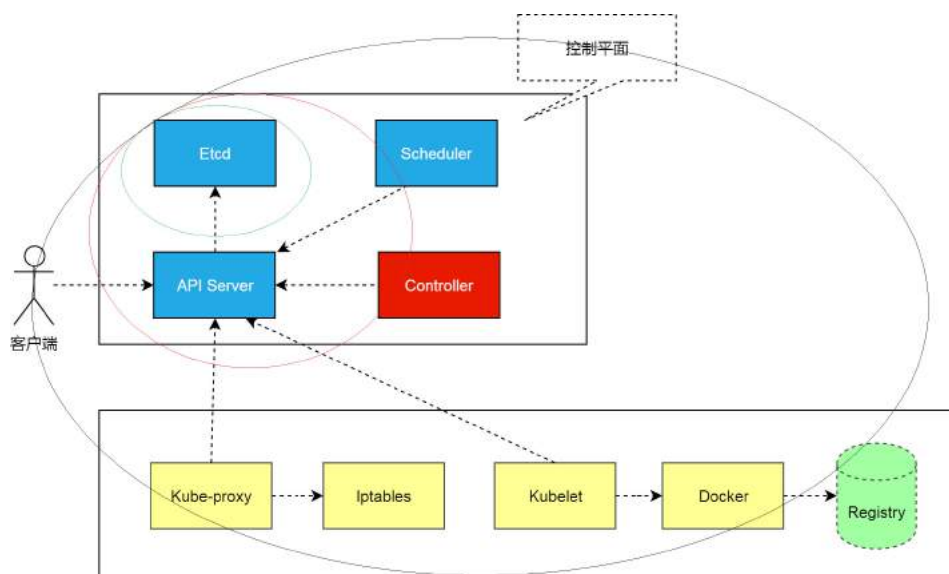 控制平面
Etcd
Scheduler
API Server
Controller
客户端
Kube-proxy
Iptables
Kubelet
Docker
Registry